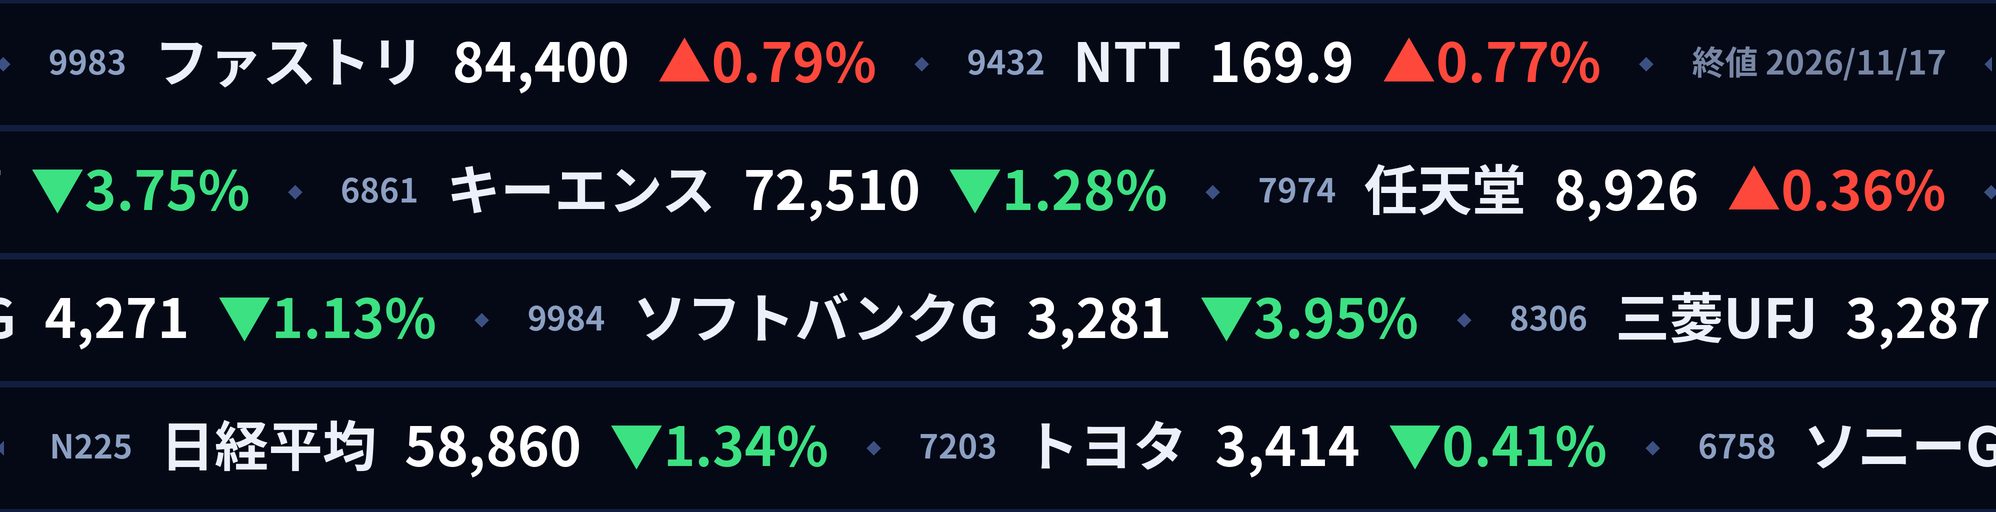 ◆ 9983 ファストリ 84,400 ▲0.79% ◆ 9432 NTT 169.9 ▲0.77% ◆ 終値 2026/11/17 ◆
▼3.75% ◆ 6861 キーエンス 72,510 ▼1.28% ◆ 7974 任天堂 8,926 ▲0.36% ◆
G 4,271 ▼1.13% ◆ 9984 ソフトバンクG 3,281 ▼3.95% ◆ 8306 三菱UFJ 3,287
◆ N225 日経平均 58,860 ▼1.34% ◆ 7203 トヨタ 3,414 ▼0.41% ◆ 6758 ソニーG